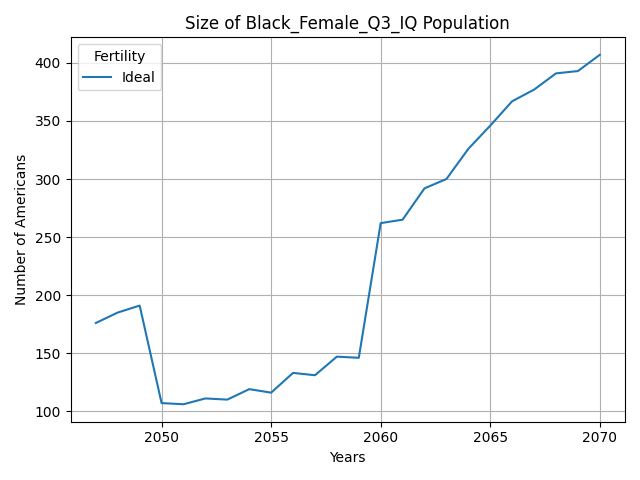 Size of Black_Female_Q3_IQ Population
Fertility
Ideal
Number of Americans
400
350
300
250
200
150
100
2050 2055 2060 2065 2070
Years